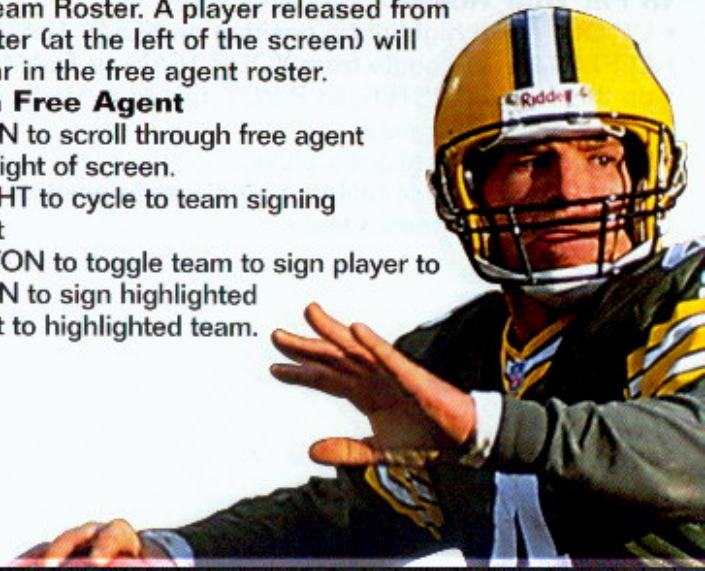 eam Roster. A player released from
ter (at the left of the screen) will
r in the free agent roster.
Free Agent
N to scroll through free agent
ight of screen.
HT to cycle to team signing
t
ON to toggle team to sign player to
N to sign highlighted
t to highlighted team.
Riddell